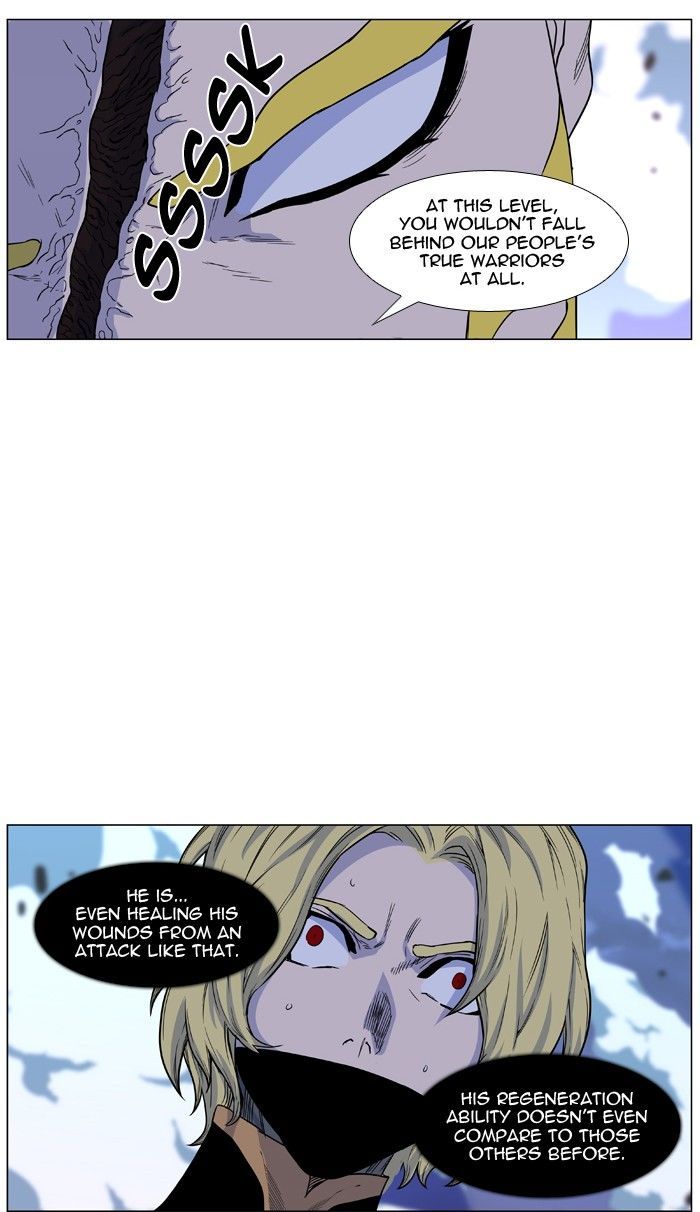 SSSSSK
AT THIS LEVEL,
YOU WOULDN'T FALL
BEHIND OUR PEOPLE'S
TRUE WARRIORS
AT ALL.
HE IS...
EVEN HEALING HIS
WOUNDS FROM AN
ATTACK LIKE THAT.
HIS REGENERATION
ABILITY DOESN'T EVEN
COMPARE TO THOSE
OTHERS BEFORE.